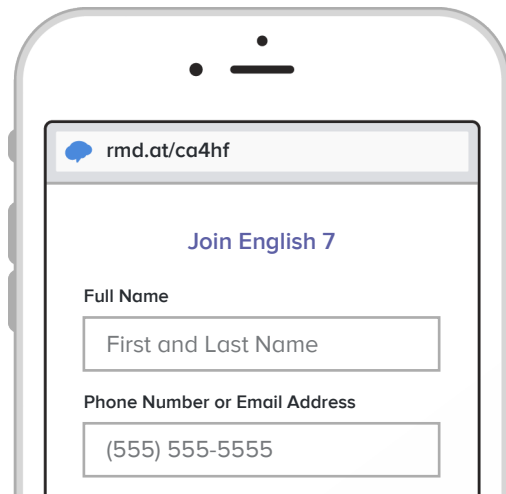 rmd.at/ca4hf
Join English 7
Full Name
First and Last Name
Phone Number or Email Address
(555) 555-5555